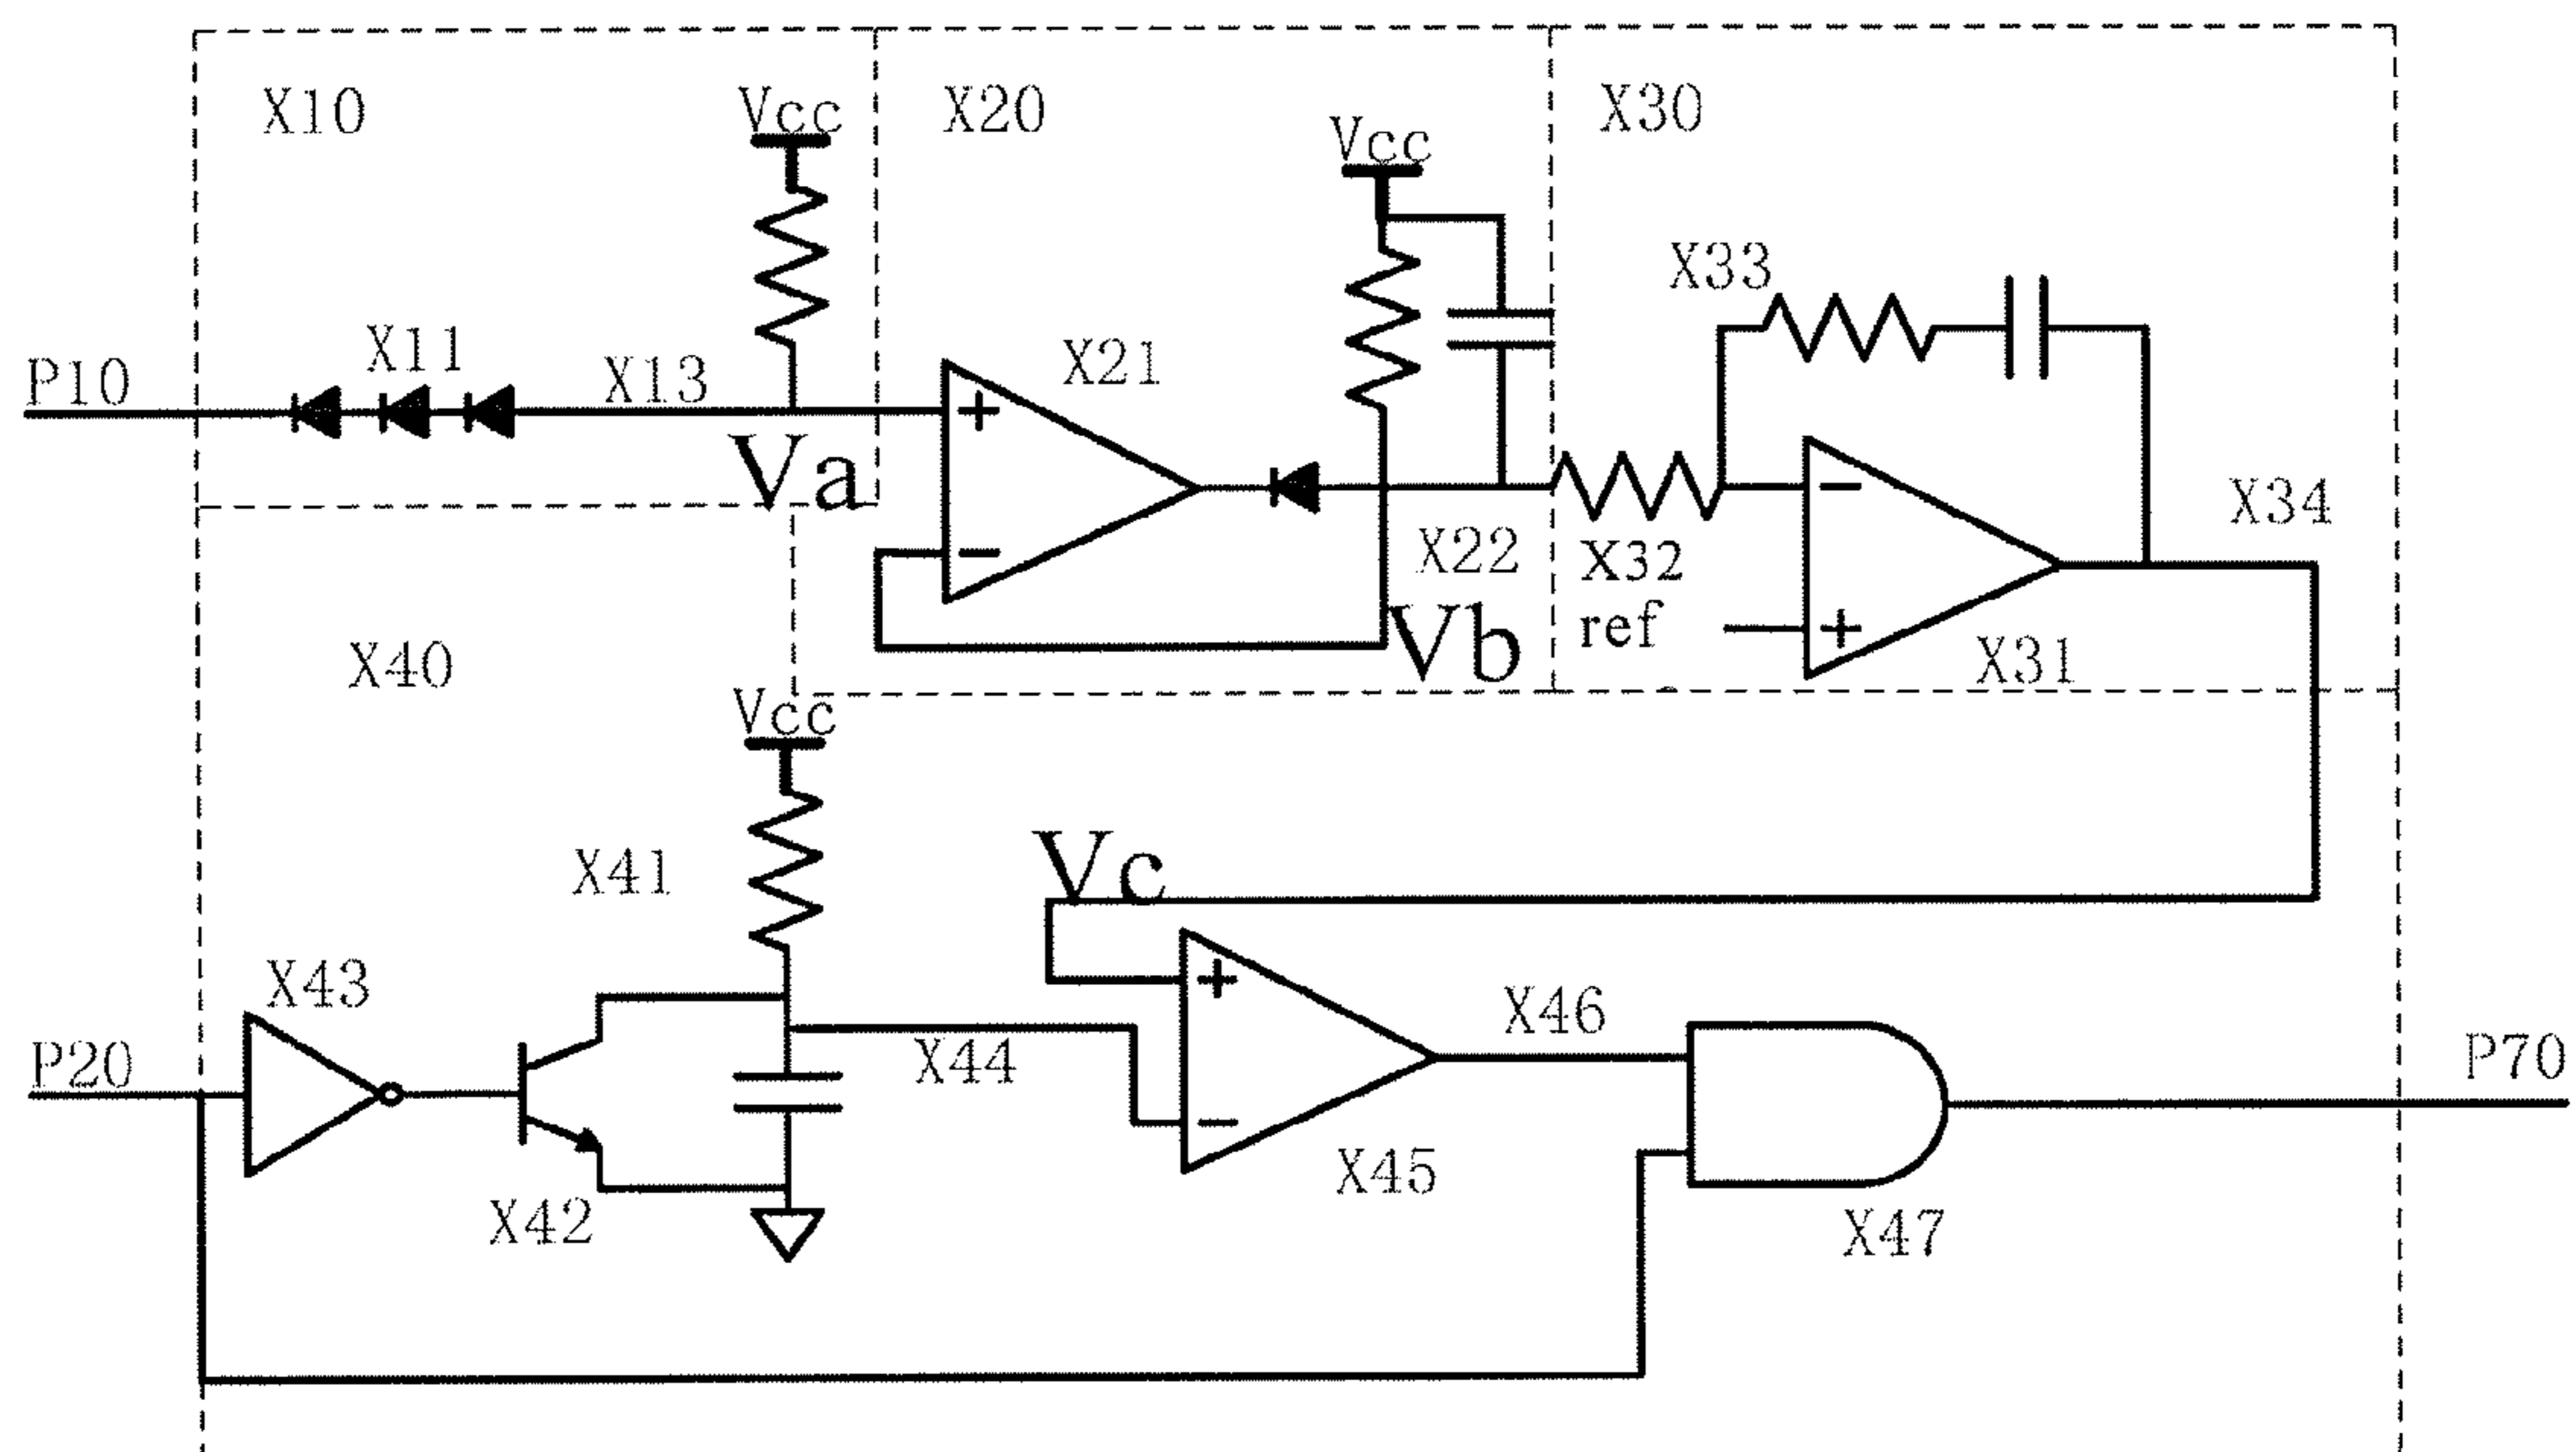 X10
Vcc
X20
Vcc
X30
P10
X11
X13
Va
X21
X22
Vb
X33
X32
ref
+
−
−
+
X31
X34
X40
Vcc
X41
Vc
P20
X43
X42
X44
+
−
X45
X46
X47
P70